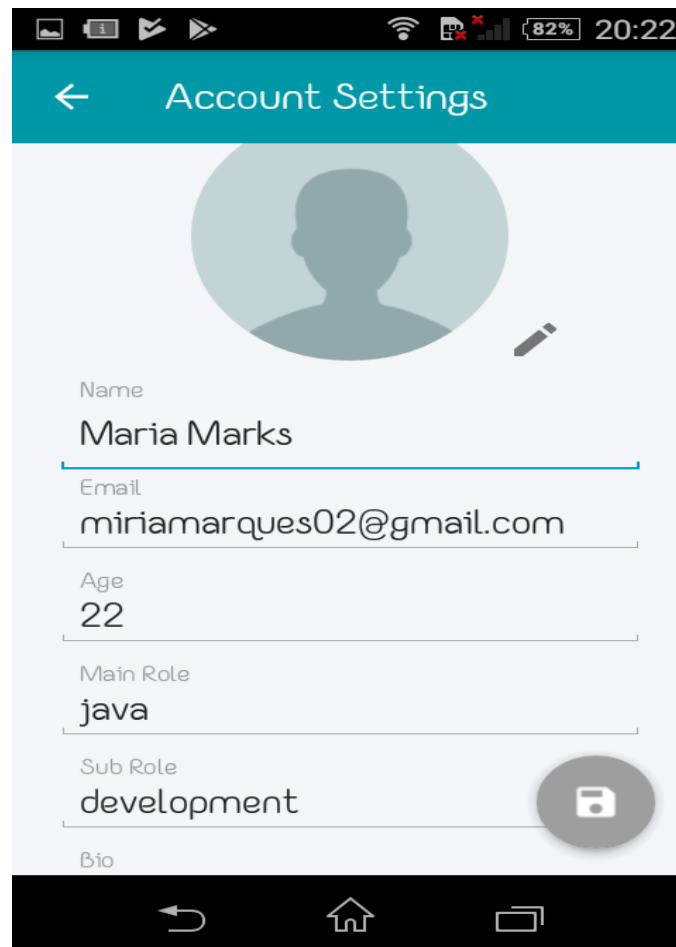 82% 20:22
Account Settings
Name
Maria Marks
Email
miriamarques02@gmail.com
Age
22
Main Role
java
Sub Role
development
Bio